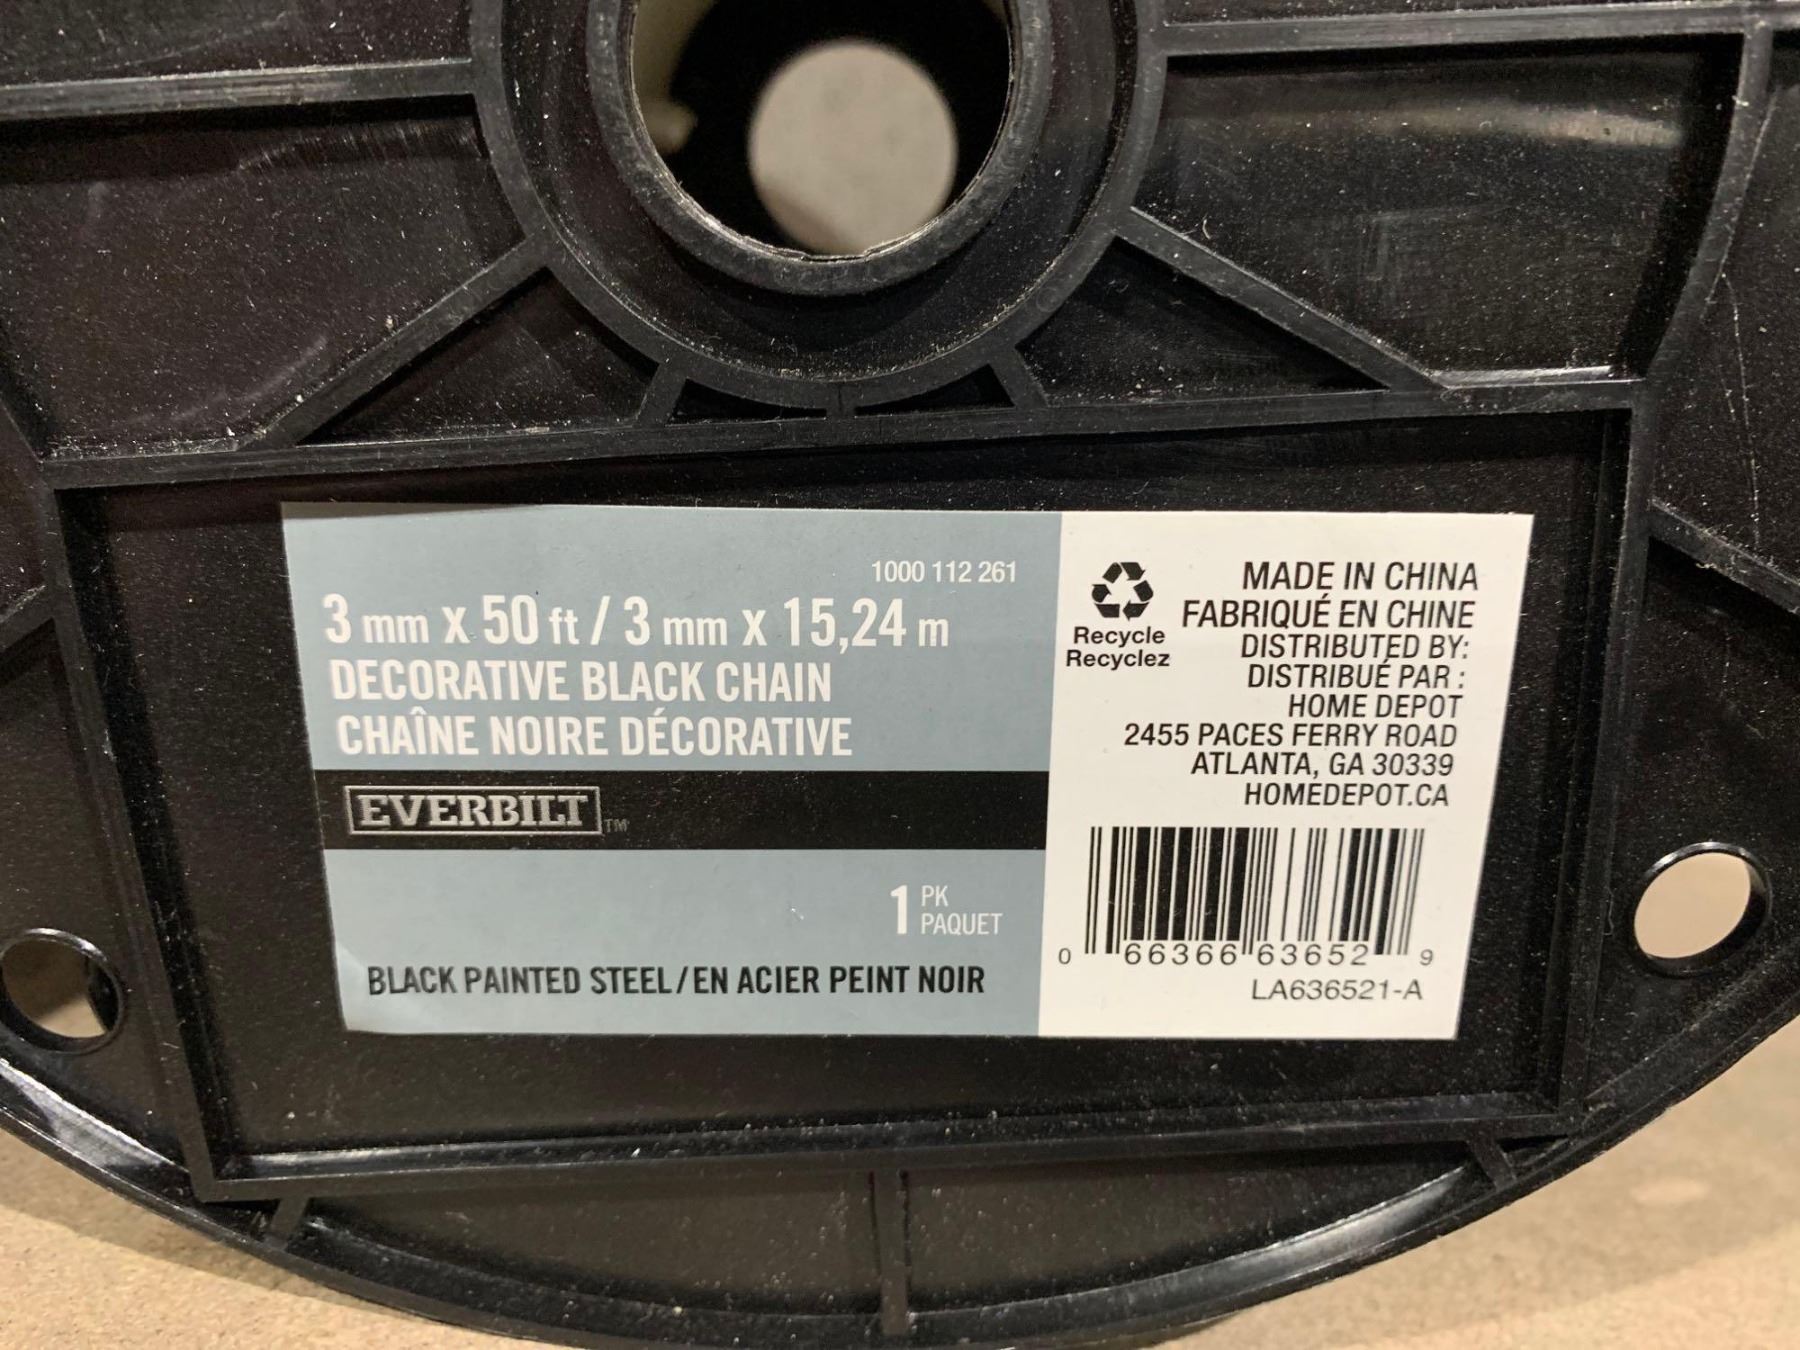 1000 112 261
3 mm x 50 ft / 3 mm x 15,24 m
DECORATIVE BLACK CHAIN
CHAÎNE NOIRE DÉCORATIVE
EVERBILT TM
1 PK
PAQUET
BLACK PAINTED STEEL/EN ACIER PEINT NOIR
Recycle
Recyclez
MADE IN CHINA
FABRIQUÉ EN CHINE
DISTRIBUTED BY:
DISTRIBUÉ PAR :
HOME DEPOT
2455 PACES FERRY ROAD
ATLANTA, GA 30339
HOMEDEPOT.CA
0 66366 63652 9
LA636521-A